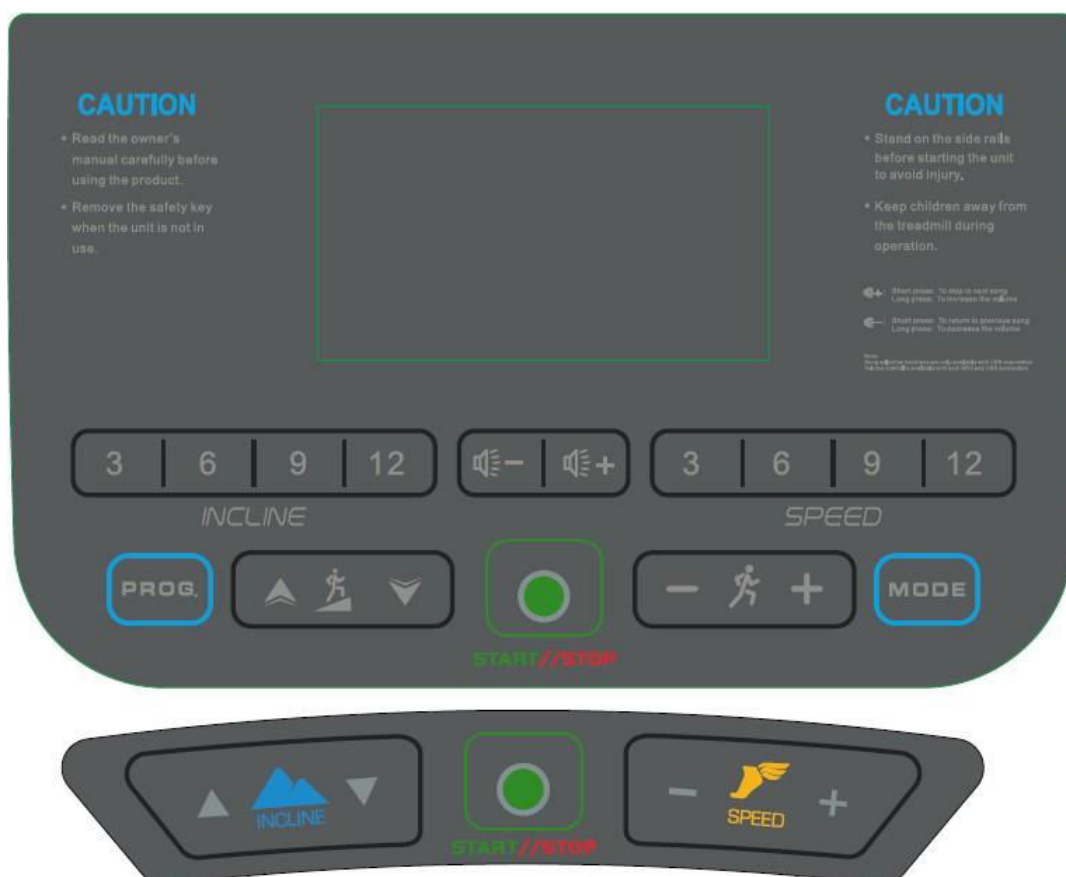 CAUTION
• Read the owner's
manual carefully before
using the product.
• Remove the safety key
when the unit is not in
use.
CAUTION
• Stand on the side rails
before starting the unit
to avoid injury.
• Keep children away from
the treadmill during
operation.
Short press: To skip to next song
Long press: To increase the volume
Short press: To return to previous song
Long press: To decrease the volume
3 6 9 12
INCLINE
3 6 9 12
SPEED
PROG.
MODE
START//STOP
INCLINE
START//STOP
SPEED